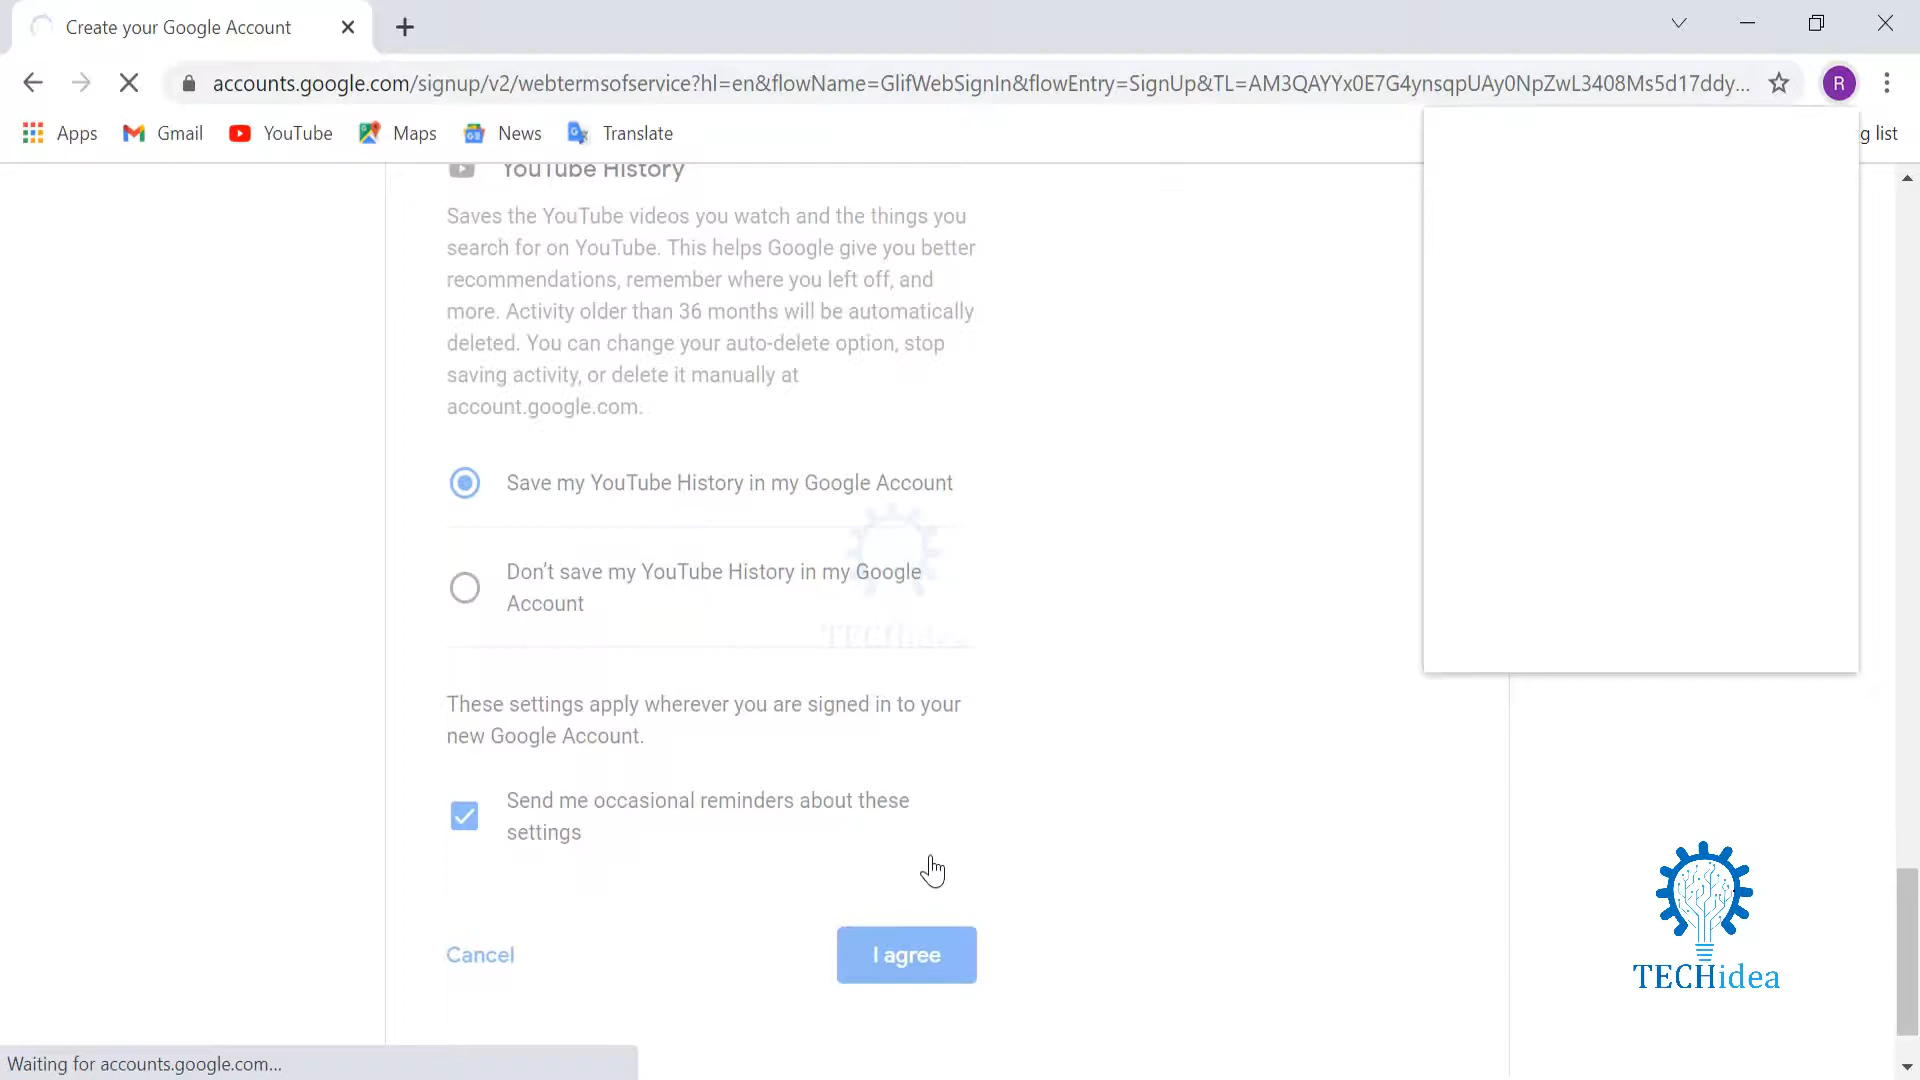 Create your Google Account
accounts.google.com/signup/v2/webtermsofservice?hl=en&flowName=GlifWebSignIn&flowEntry=SignUp&TL=AM3QAYYx0E7G4ynsqpUAy0NpZwL3408Ms5d17ddy...
R
Apps
Gmail
YouTube
Maps
News
Translate
g list
YouTube History
Saves the YouTube videos you watch and the things you
search for on YouTube. This helps Google give you better
recommendations, remember where you left off, and
more. Activity older than 36 months will be automatically
deleted. You can change your auto-delete option, stop
saving activity, or delete it manually at
account.google.com.
Save my YouTube History in my Google Account
Don’t save my YouTube History in my Google
Account
TECHidea
These settings apply wherever you are signed in to your
new Google Account.
Send me occasional reminders about these
settings
Cancel
I agree
TECHidea
Waiting for accounts.google.com...